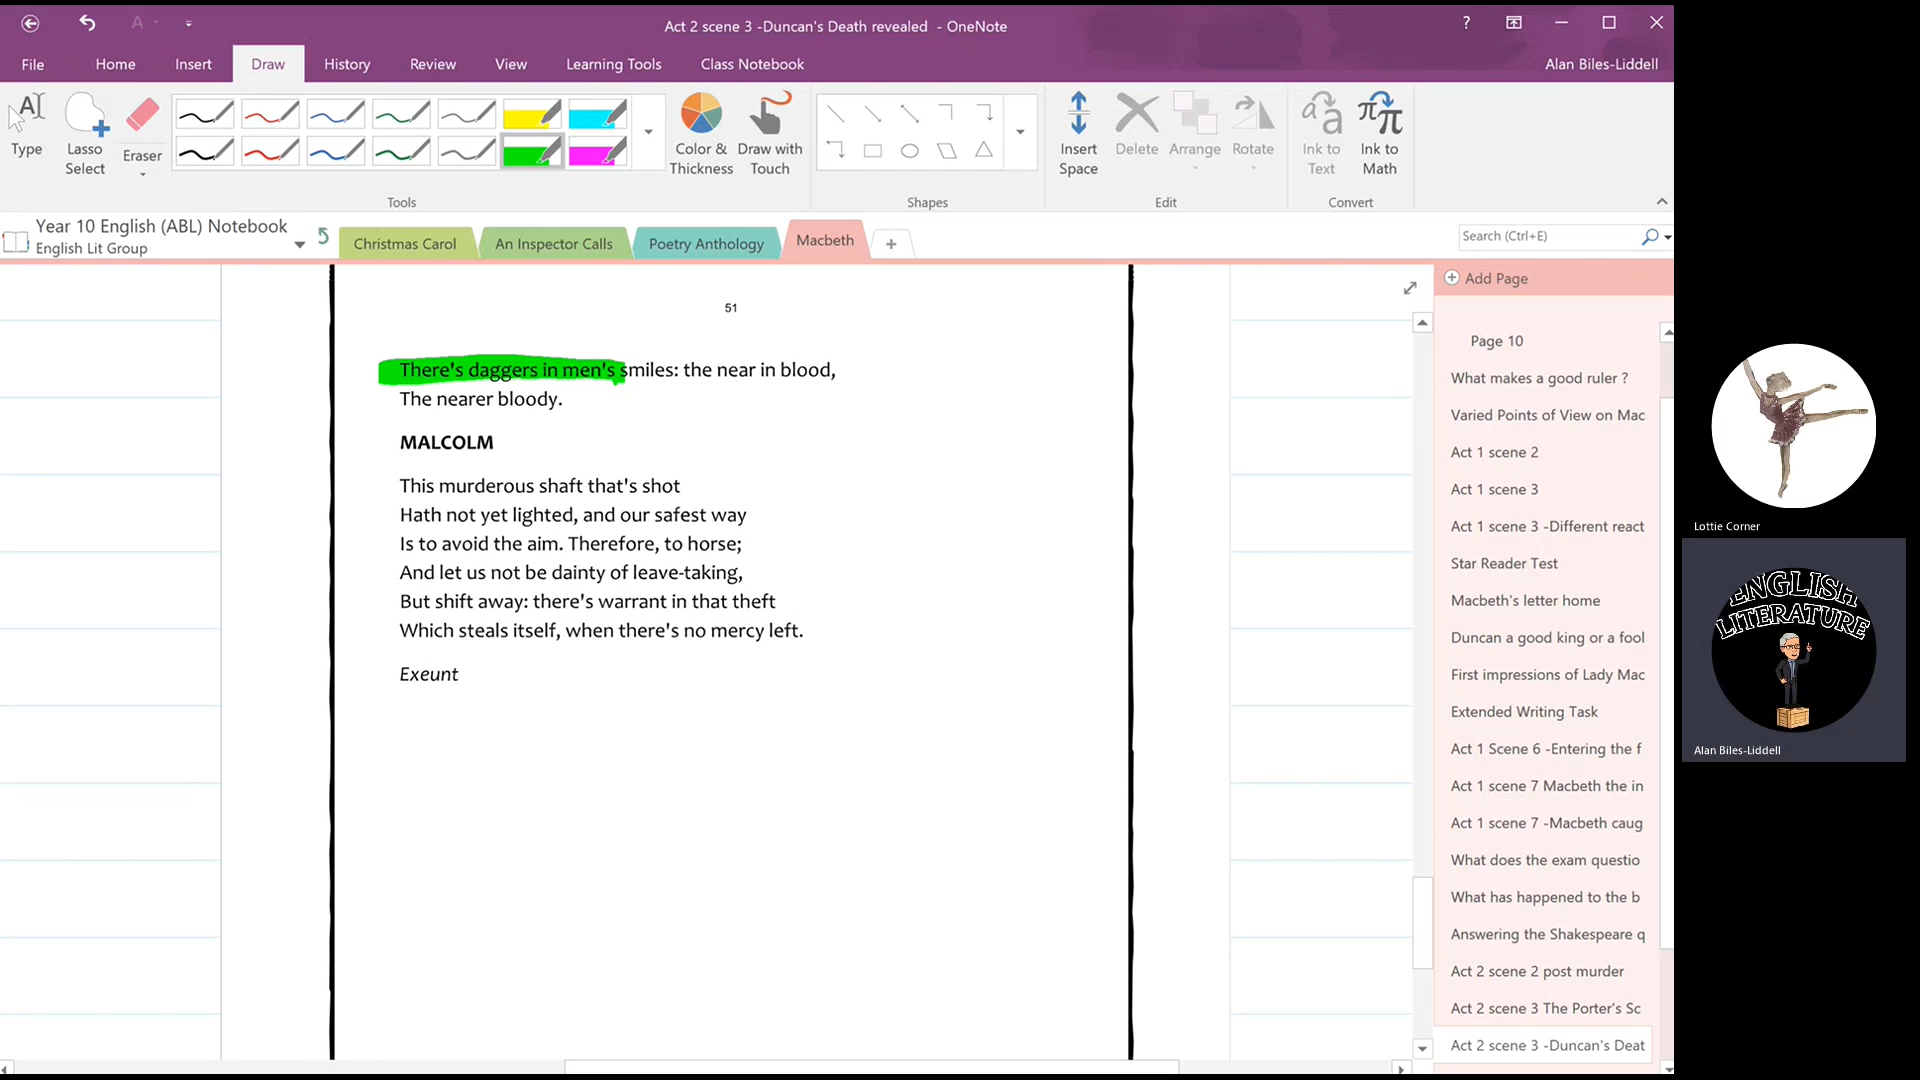 Act 2 scene 3 -Duncan's Death revealed - OneNote
?
File
Home
Insert
Draw
History
Review
View
Learning Tools
Class Notebook
Alan Biles-Liddell
Type
Lasso Select
Eraser
Color & Thickness
Draw with Touch
Insert Space
Delete
Arrange
Rotate
Ink to Text
Ink to Math
Tools
Shapes
Edit
Convert
Year 10 English (ABL) Notebook
English Lit Group
Christmas Carol
An Inspector Calls
Poetry Anthology
Macbeth
Search (Ctrl+E)
51
There's daggers in men's smiles: the near in blood,
The nearer bloody.
MALCOLM
This murderous shaft that's shot
Hath not yet lighted, and our safest way
Is to avoid the aim. Therefore, to horse;
And let us not be dainty of leave-taking,
But shift away: there's warrant in that theft
Which steals itself, when there's no mercy left.
Exeunt
Add Page
Page 10
What makes a good ruler ?
Varied Points of View on Mac
Act 1 scene 2
Act 1 scene 3
Act 1 scene 3 -Different react
Star Reader Test
Macbeth's letter home
Duncan a good king or a fool
First impressions of Lady Mac
Extended Writing Task
Act 1 Scene 6 -Entering the f
Act 1 scene 7 Macbeth the in
Act 1 scene 7 -Macbeth caug
What does the exam questio
What has happened to the b
Answering the Shakespeare q
Act 2 scene 2 post murder
Act 2 scene 3 The Porter's Sc
Act 2 scene 3 -Duncan's Deat
Lottie Corner
ENGLISH
LITERATURE
Alan Biles-Liddell